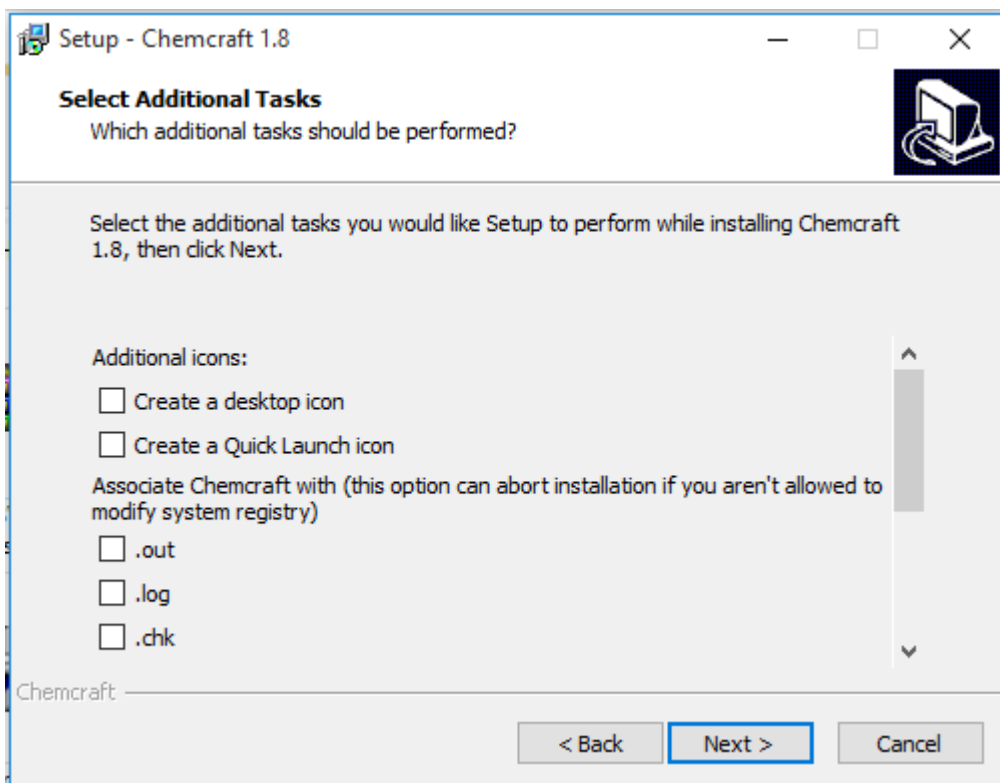 Setup - Chemcraft 1.8
Select Additional Tasks
Which additional tasks should be performed?
Select the additional tasks you would like Setup to perform while installing Chemcraft
1.8, then click Next.
Additional icons:
Create a desktop icon
Create a Quick Launch icon
Associate Chemcraft with (this option can abort installation if you aren't allowed to
modify system registry)
.out
.log
.chk
Chemcraft
< Back
Next >
Cancel